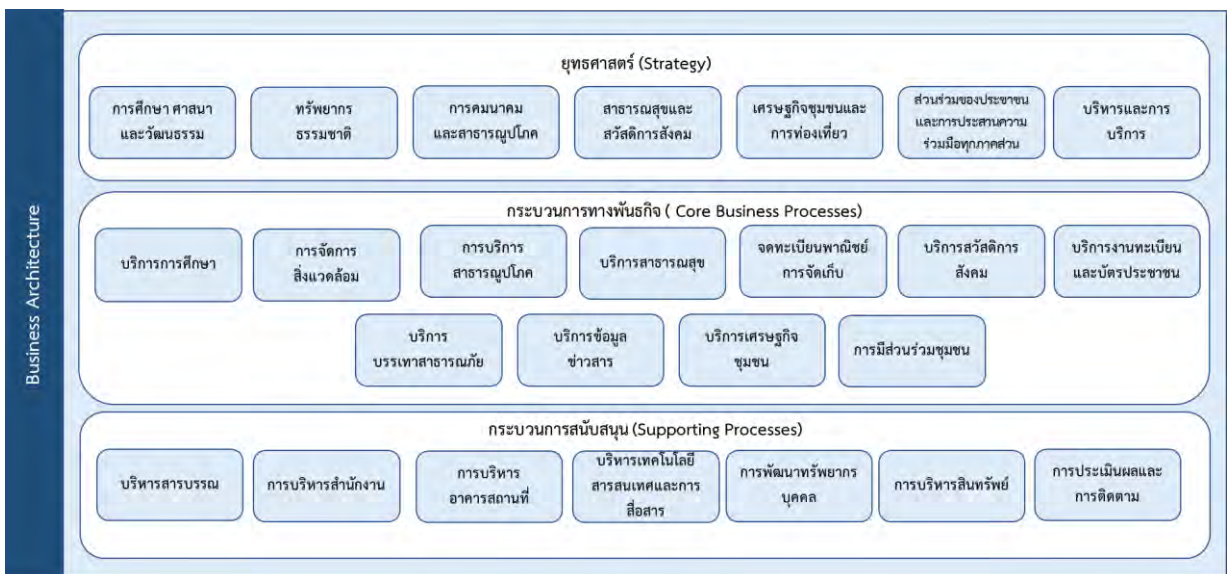 Business Architecture
ยุทธศาสตร์ (Strategy)
การศึกษา ศาสนา
และวัฒนธรรม
ทรัพยากร
ธรรมชาติ
การคมนาคม
และสาธารณูปโภค
สาธารณสุขและ
สวัสดิการสังคม
เศรษฐกิจชุมชนและ
การท่องเที่ยว
ส่วนร่วมของประชาชน
และการประสานความ
ร่วมมือทุกภาคส่วน
บริหารและการ
บริการ
กระบวนการทางพันธกิจ ( Core Business Processes)
บริการการศึกษา
การจัดการ
สิ่งแวดล้อม
การบริการ
สาธารณูปโภค
บริการสาธารณสุข
จดทะเบียนพาณิชย์
การจัดเก็บ
บริการสวัสดิการ
สังคม
บริการงานทะเบียน
และบัตรประชาชน
บริการ
บรรเทาสาธารณภัย
บริการข้อมูล
ข่าวสาร
บริการเศรษฐกิจ
ชุมชน
การมีส่วนร่วมชุมชน
กระบวนการสนับสนุน (Supporting Processes)
บริหารสารบรรณ
การบริหารสำนักงาน
การบริหาร
อาคารสถานที่
บริหารเทคโนโลยี
สารสนเทศและการ
สื่อสาร
การพัฒนาทรัพยากร
บุคคล
การบริหารสินทรัพย์
การประเมินผลและ
การติดตาม